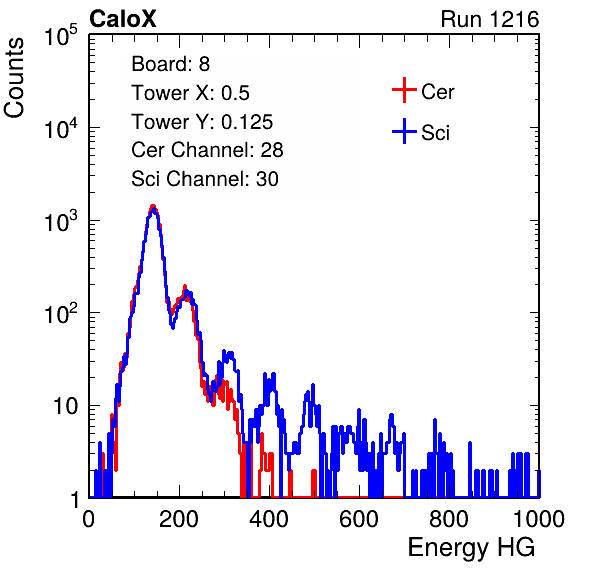 CaloX Run 1216
Counts
Board: 8
Tower X: 0.5
Tower Y: 0.125
Cer Channel: 28
Sci Channel: 30
Cer
Sci
10^5
10^4
10^3
10^2
10
1
0 200 400 600 800 1000
Energy HG